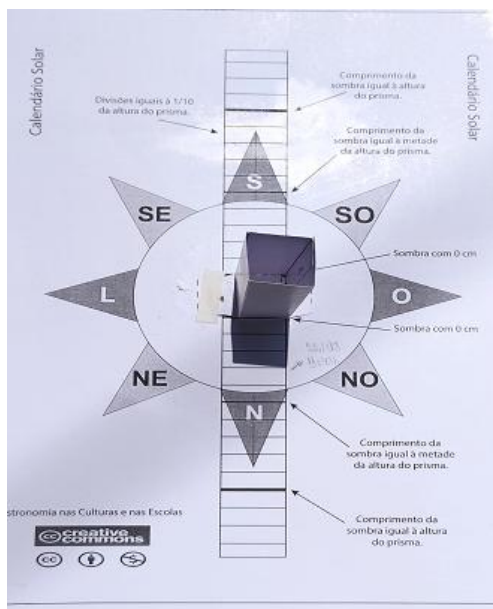 Calendário Solar
Calendário Solar
Comprimento da
sombra igual à altura
do prisma.
Divisões iguais à 1/10
da altura do prisma.
Comprimento da
sombra igual à metade
da altura do prisma.
S
SE
SO
Sombra com 0 cm
L
O
Sombra com 0 cm
NE
NO
N
Comprimento da
sombra igual à metade
da altura do prisma.
stronomia nas Culturas e nas Escolas
Comprimento da
sombra igual à altura
do prisma.
creative
commons